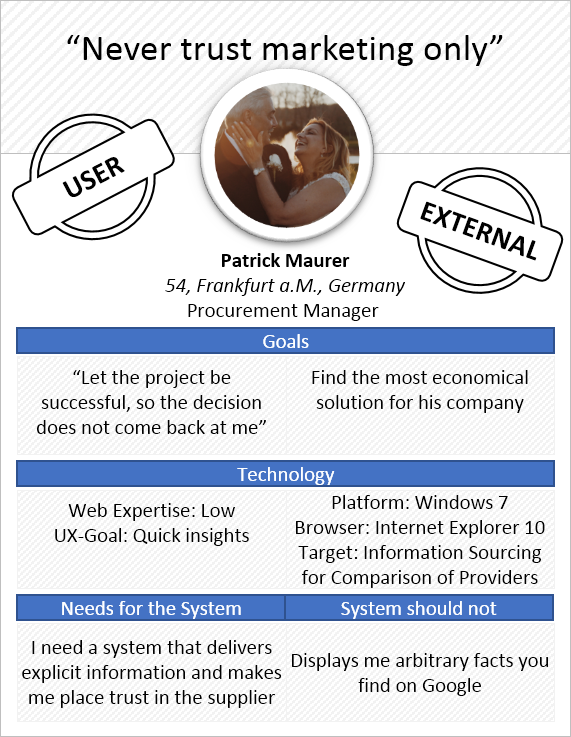 “Never trust marketing only”
USER
EXTERNAL
Patrick Maurer
54, Frankfurt a.M., Germany
Procurement Manager
Goals
“Let the project be
successful, so the decision
does not come back at me”
Find the most economical
solution for his company
Technology
Web Expertise: Low
UX-Goal: Quick insights
Platform: Windows 7
Browser: Internet Explorer 10
Target: Information Sourcing
for Comparison of Providers
Needs for the System
I need a system that delivers
explicit information and makes
me place trust in the supplier
System should not
Displays me arbitrary facts you
find on Google